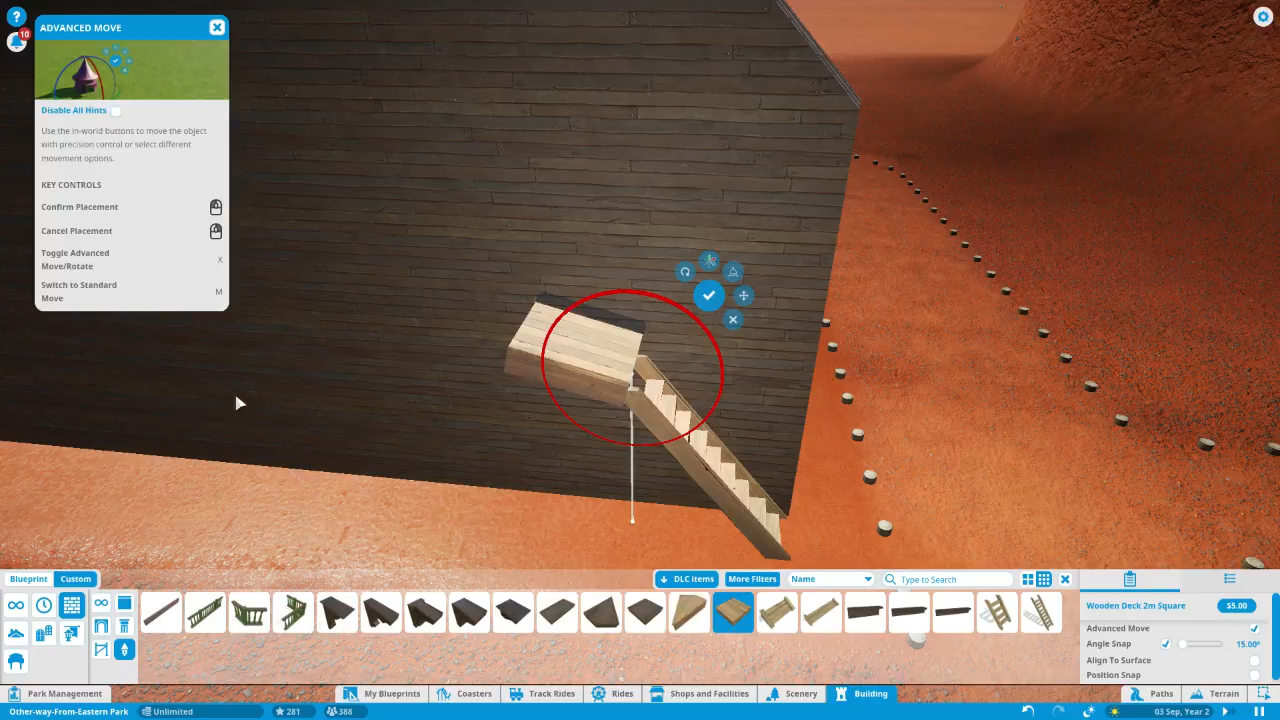 ?
10
ADVANCED MOVE
Disable All Hints
Use the in-world buttons to move the object
with precision control or select different
movement options.
KEY CONTROLS
Confirm Placement
Cancel Placement
Toggle Advanced
Move/Rotate
X
Switch to Standard
Move
M
Blueprint
Custom
DLC items
More Filters
Name
Type to Search
Wooden Deck 2m Square
$5.00
Advanced Move
Angle Snap
15.00°
Align To Surface
Position Snap
Park Management
My Blueprints
Coasters
Track Rides
Rides
Shops and Facilities
Scenery
Building
Paths
Terrain
Other-way-From-Eastern Park
Unlimited
281
388
03 Sep, Year 2